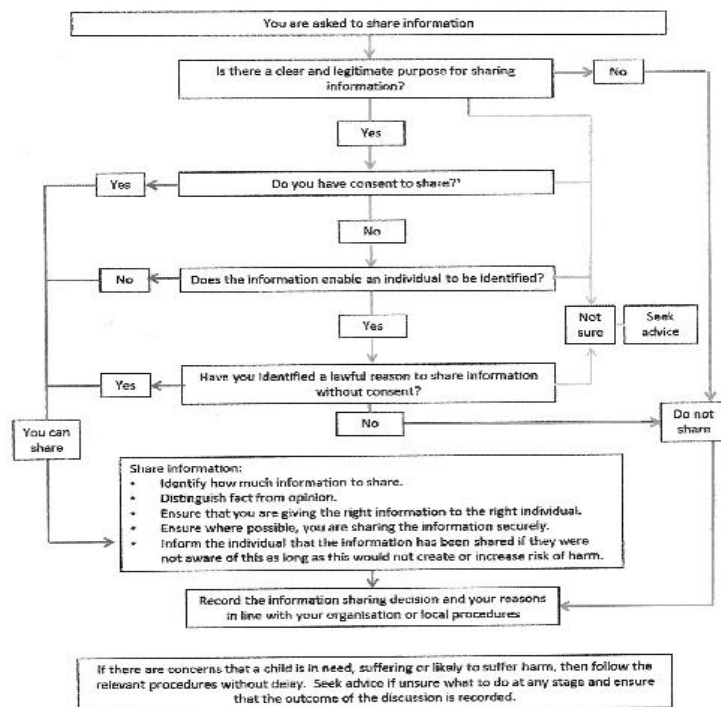 You are asked to share information
Is there a clear and legitimate purpose for sharing
information?
No
Yes
Yes
Do you have consent to share?*
No
No
Does the information enable an individual to be identified?
Yes
Not
sure
Seek
advice
Yes
Have you identified a lawful reason to share information
without consent?
No
You can
share
Do not
share
Share information:
• Identify how much information to share.
• Distinguish fact from opinion.
• Ensure that you are giving the right information to the right individual.
• Ensure where possible, you are sharing the information securely.
• Inform the individual that the information has been shared if they were
not aware of this as long as this would not create or increase risk of harm.
Record the information sharing decision and your reasons
in line with your organisation or local procedures
If there are concerns that a child is in need, suffering or likely to suffer harm, then follow the
relevant procedures without delay. Seek advice if unsure what to do at any stage and ensure
that the outcome of the discussion is recorded.